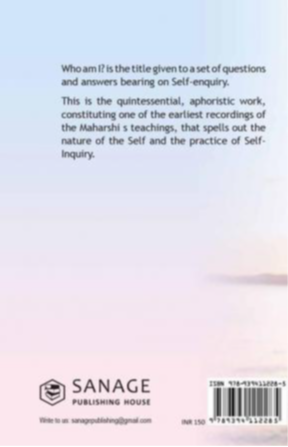 Who am I? is the title given to a set of questions
and answers bearing on Self-enquiry.
This is the quintessential, aphoristic work,
constituting one of the earliest recordings of
the Maharshi s teachings, that spells out the
nature of the Self and the practice of Self-
Inquiry.
SANAGE
PUBLISHING HOUSE
Write to us: sanagepublishing@gmail.com
INR 150
ISBN 978-939411228-5
9 789394 112285